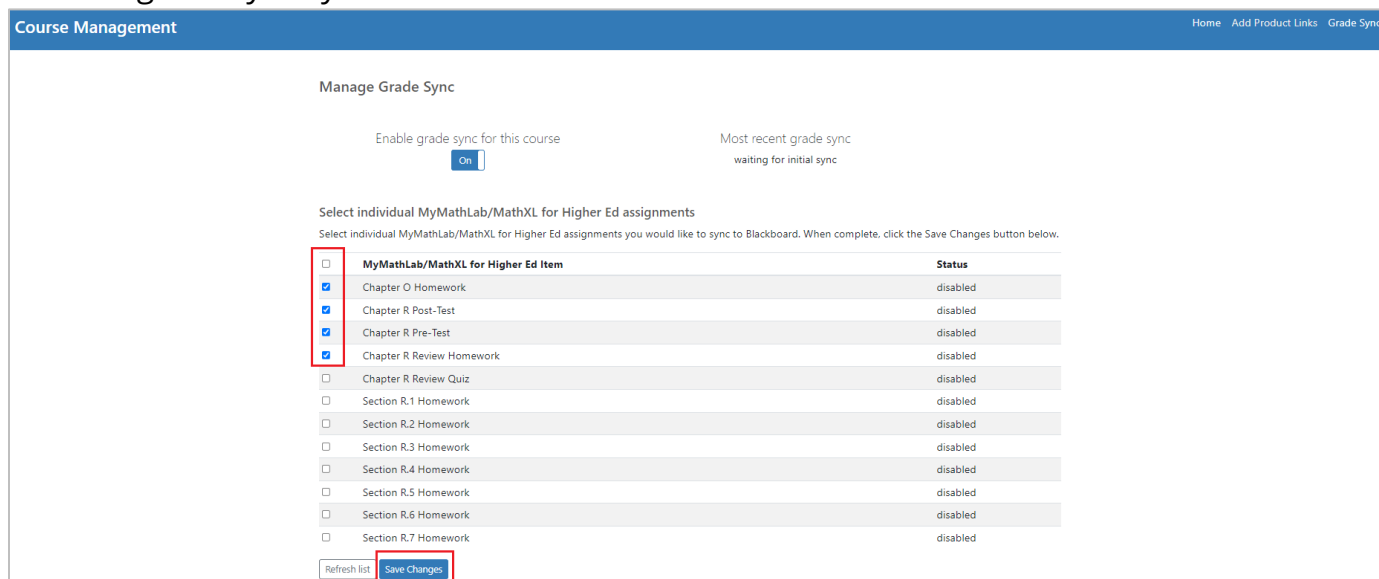 Course Management Home Add Product Links Grade Sync
Manage Grade Sync
Enable grade sync for this course Most recent grade sync
On waiting for initial sync
Select individual MyMathLab/MathXL for Higher Ed assignments
Select individual MyMathLab/MathXL for Higher Ed assignments you would like to sync to Blackboard. When complete, click the Save Changes button below.
MyMathLab/MathXL for Higher Ed Item Status
Chapter O Homework disabled
Chapter R Post-Test disabled
Chapter R Pre-Test disabled
Chapter R Review Homework disabled
Chapter R Review Quiz disabled
Section R.1 Homework disabled
Section R.2 Homework disabled
Section R.3 Homework disabled
Section R.4 Homework disabled
Section R.5 Homework disabled
Section R.6 Homework disabled
Section R.7 Homework disabled
Refresh list Save Changes